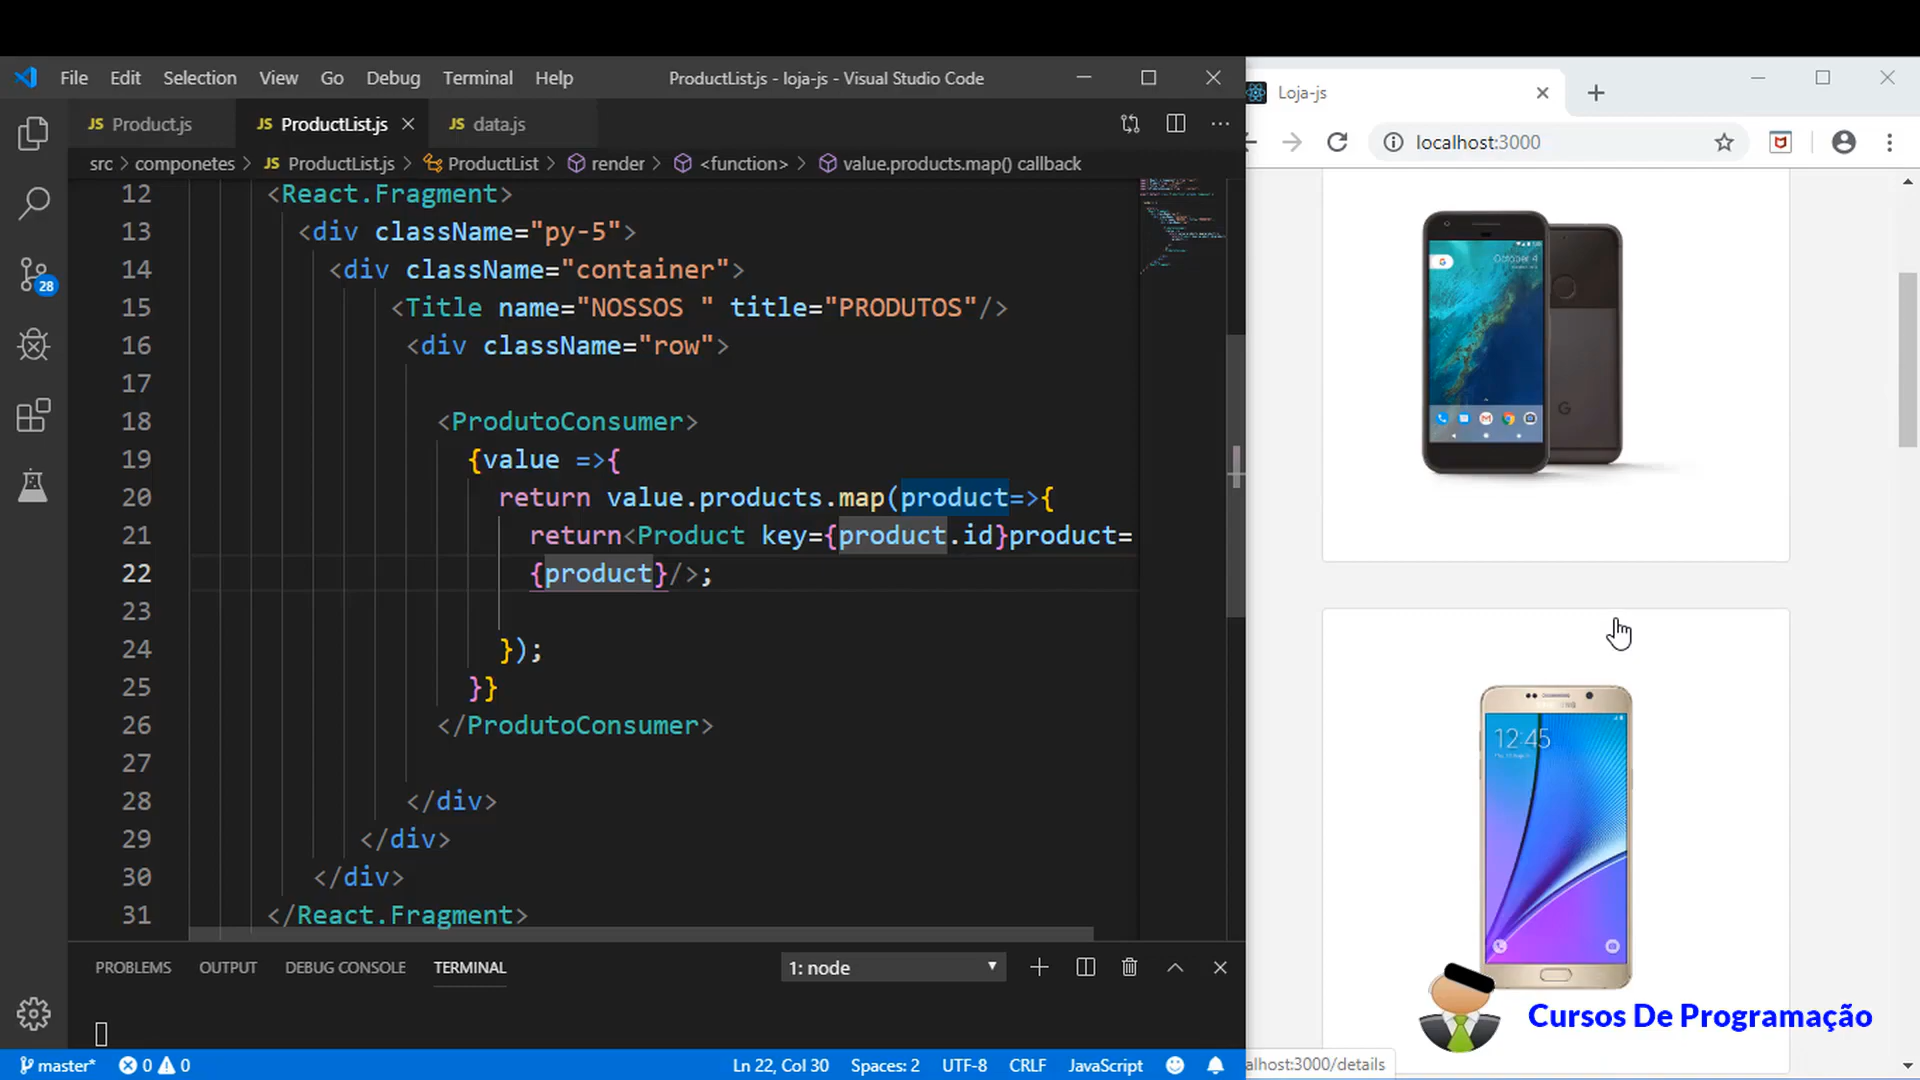 File Edit Selection View Go Debug Terminal Help ProductList.js - loja-js - Visual Studio Code
JS Product.js JS ProductList.js JS data.js
src > componetes > JS ProductList.js > ProductList > render > <function> > value.products.map() callback
12 <React.Fragment>
13 <div className="py-5">
14 <div className="container">
15 <Title name="NOSSOS " title="PRODUTOS"/>
16 <div className="row">
17
18 <ProdutoConsumer>
19 {value =>{
20 return value.products.map(product=>{
21 return<Product key={product.id}product=
22 {product}/>;
23
24 });
25 }}
26 </ProdutoConsumer>
27
28 </div>
29 </div>
30 </div>
31 </React.Fragment>
28
PROBLEMS OUTPUT DEBUG CONSOLE TERMINAL 1: node
master* 0 0 Ln 22, Col 30 Spaces: 2 UTF-8 CRLF JavaScript
Loja-js
localhost:3000
October 4
G
SAMSUNG
12:45
Cursos De Programação
alhost:3000/details